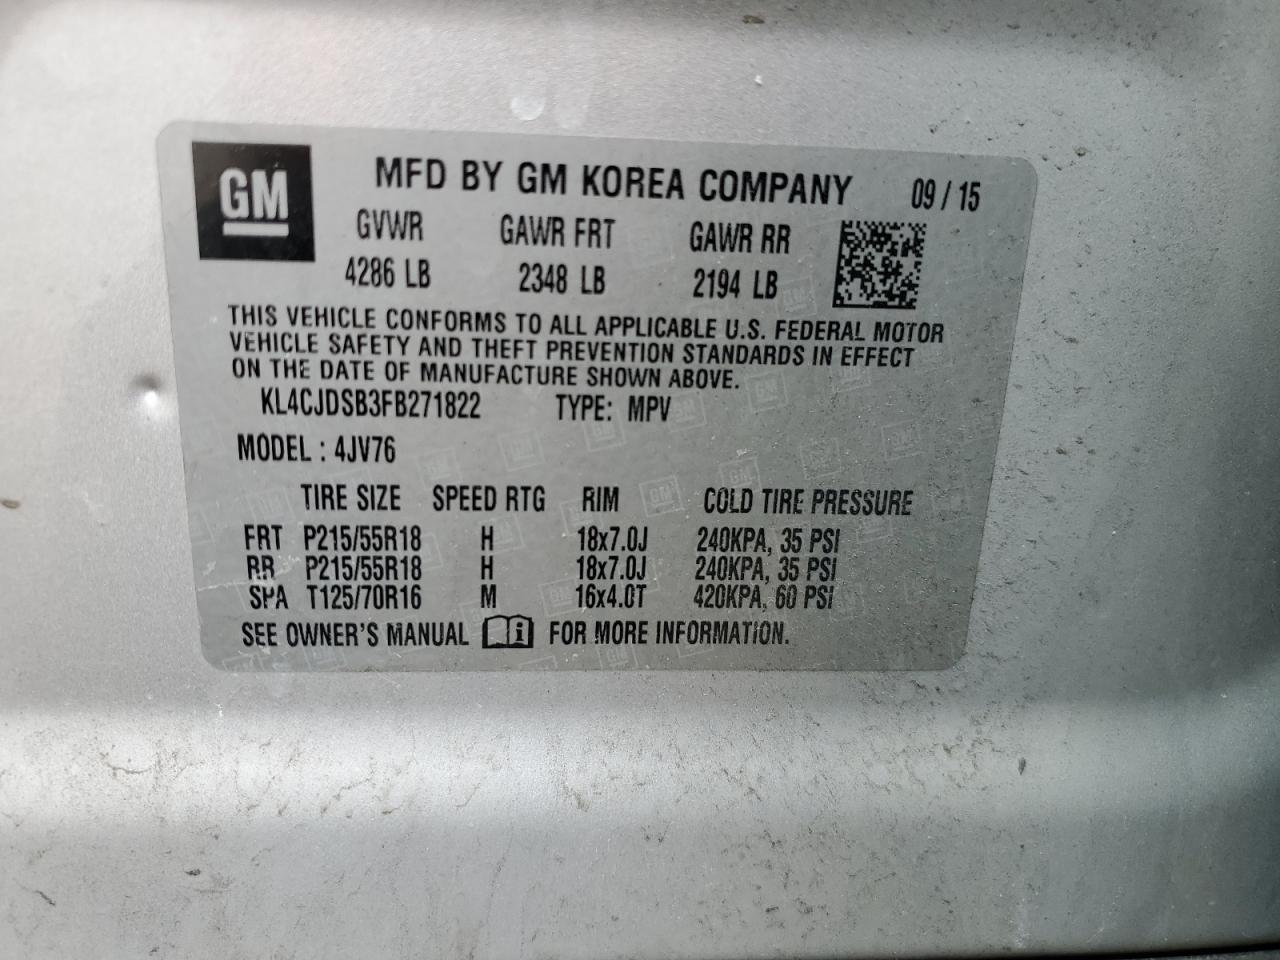 GM MFD BY GM KOREA COMPANY 09 / 15
GVWR GAWR FRT GAWR RR
4286 LB 2348 LB 2194 LB
THIS VEHICLE CONFORMS TO ALL APPLICABLE U.S. FEDERAL MOTOR
VEHICLE SAFETY AND THEFT PREVENTION STANDARDS IN EFFECT
ON THE DATE OF MANUFACTURE SHOWN ABOVE.
KL4CJDSB3FB271822 TYPE: MPV
MODEL : 4JV76
TIRE SIZE SPEED RTG RIM COLD TIRE PRESSURE
FRT P215/55R18 H 18x7.0J 240KPA, 35 PSI
RR P215/55R18 H 18x7.0J 240KPA, 35 PSI
SPA T125/70R16 M 16x4.0T 420KPA, 60 PSI
SEE OWNER'S MANUAL FOR MORE INFORMATION.